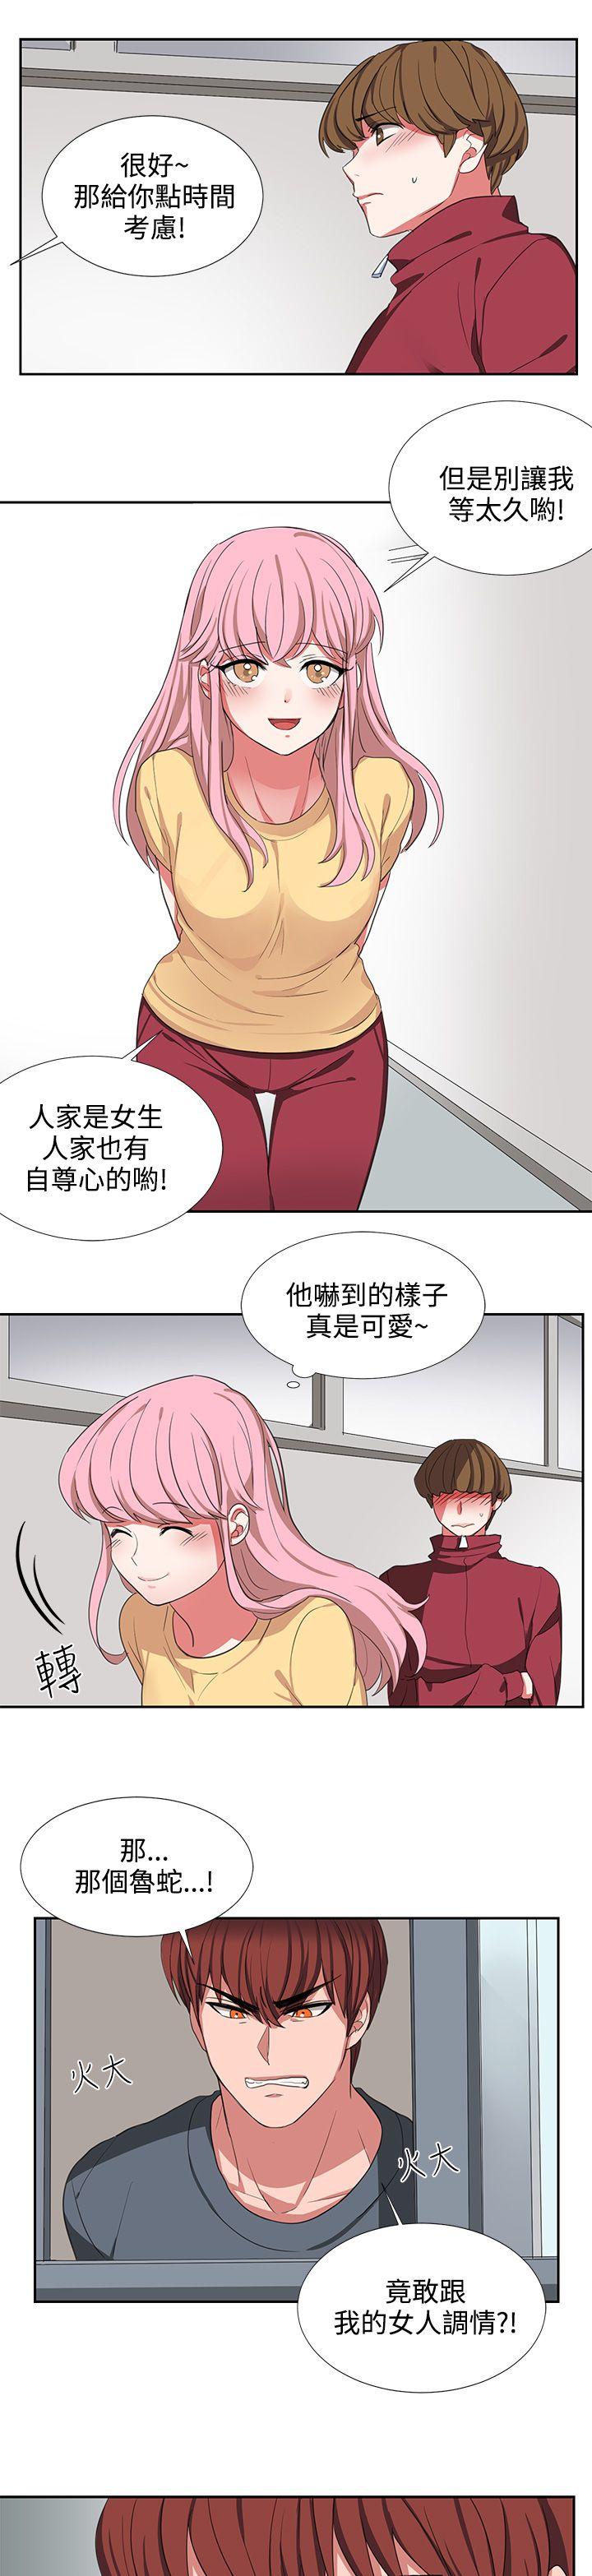 很好~
那給你點時間
考慮!
但是別讓我
等太久喲!
人家是女生
人家也有
自尊心的喲!
他嚇到的樣子
真是可愛~
轉
那...
那個魯蛇...!
火大
火大
竟敢跟
我的女人調情?!